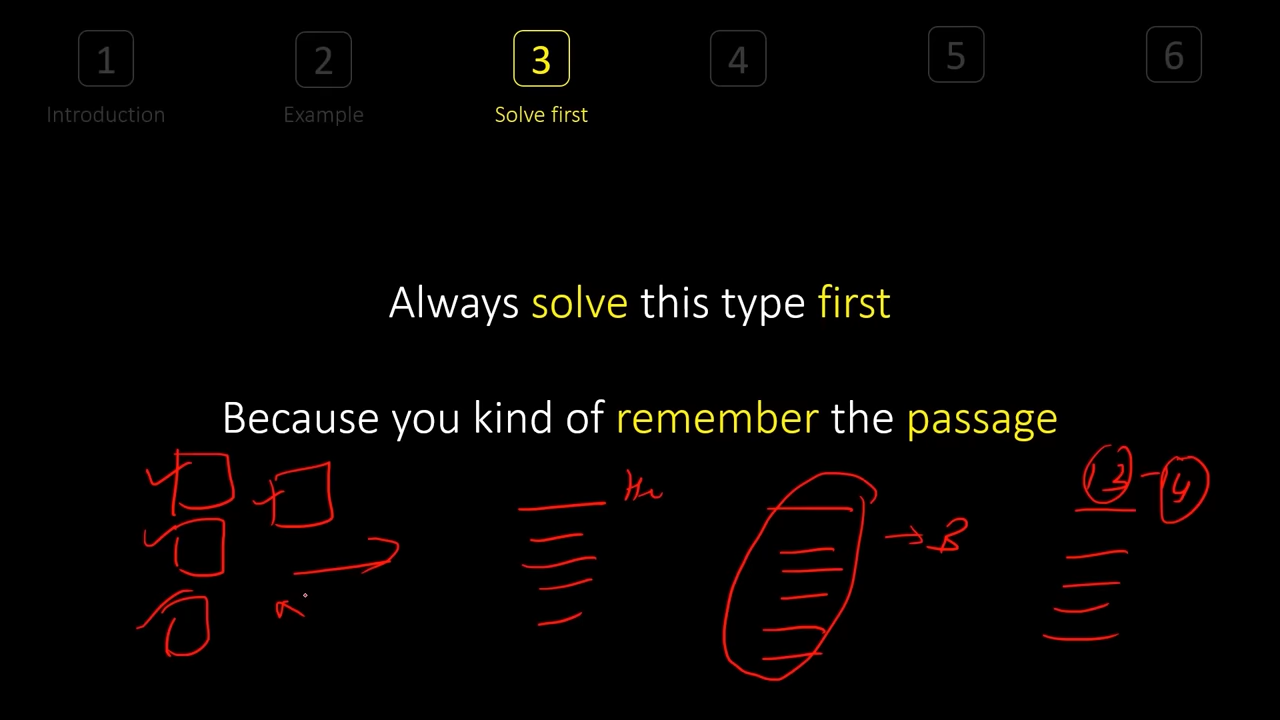 1 2 3 4 5 6
Introduction Example Solve first
Always solve this type first
Because you kind of remember the passage
→ B